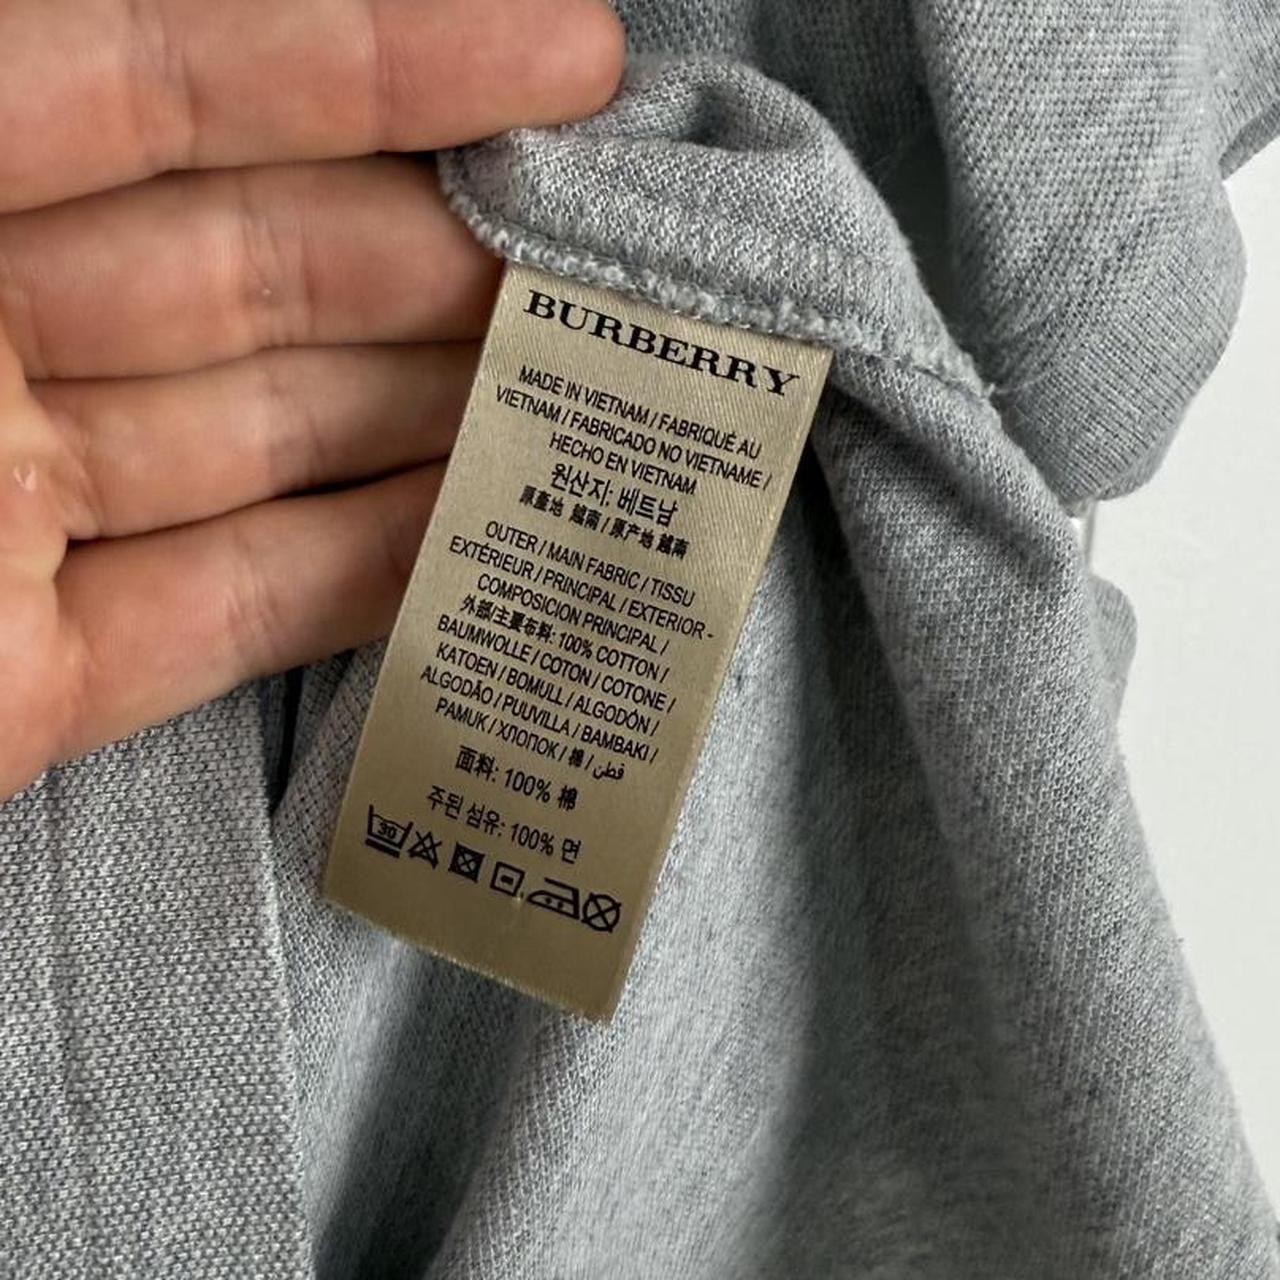 BURBERRY
MADE IN VIETNAM / FABRIQUÉ AU
VIETNAM / FABRICADO NO VIETNAME /
HECHO EN VIETNAM
원산지: 베트남
原產地 越南 / 原产地 越南
OUTER / MAIN FABRIC / TISSU
EXTÉRIEUR / PRINCIPAL / EXTERIOR -
COMPOSICION PRINCIPAL /
外部/主要布料: 100% COTTON /
BAUMWOLLE / COTON / COTONE /
KATOEN / BOMULL / ALGODÓN /
ALGODÃO / PUUVILLA / BAMBAKI /
PAMUK / ХЛОПОК / 棉 / قطن
面料: 100% 棉
주된 섬유: 100% 면
30